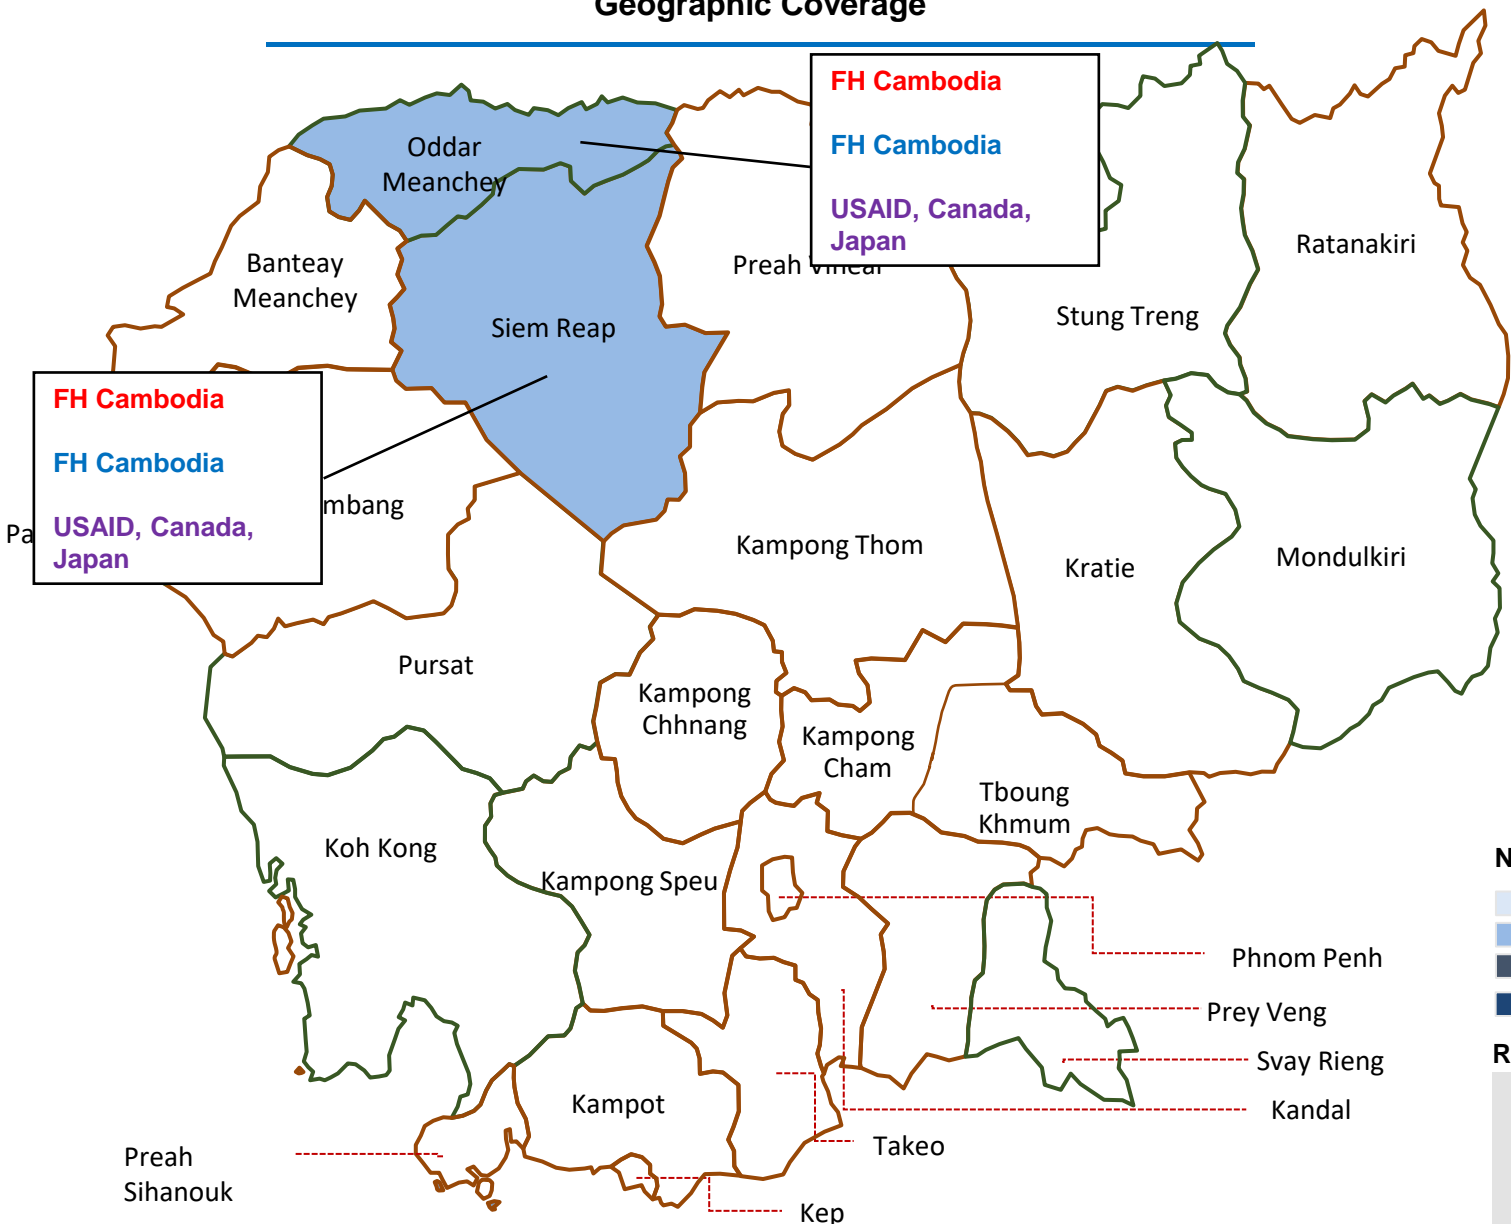 Geographic Coverage
FH Cambodia
FH Cambodia
USAID, Canada,
Japan
Oddar
Meanchey
Banteay
Meanchey
Preah Vihear
Ratanakiri
Stung Treng
Siem Reap
FH Cambodia
FH Cambodia
USAID, Canada,
Japan
mbang
Pa
Kampong Thom
Kratie
Mondulkiri
Pursat
Kampong
Chhnang
Kampong
Cham
Tboung
Khmum
Koh Kong
Kampong Speu
N
Phnom Penh
Prey Veng
R
Svay Rieng
Kandal
Kampot
Takeo
Preah
Sihanouk
Kep